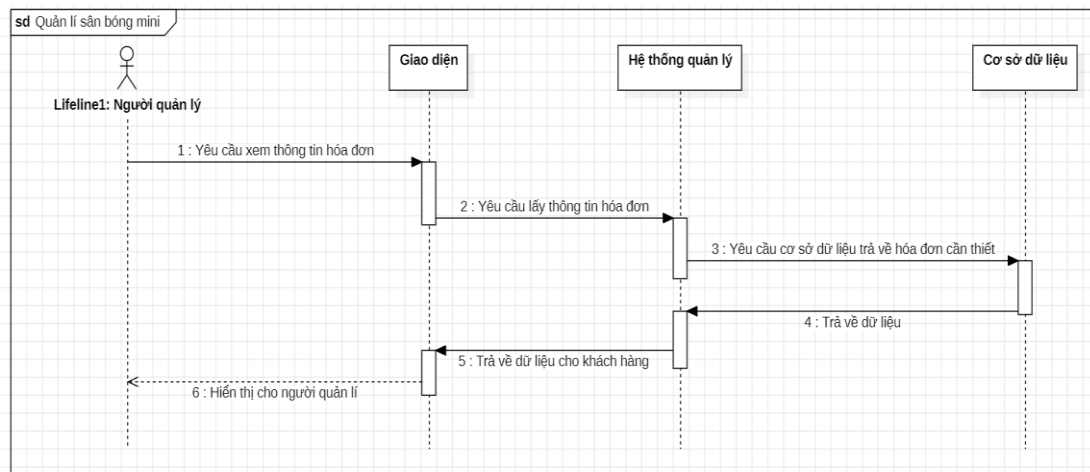 sd Quản lí sân bóng mini
Giao diện
Hệ thống quản lý
Cơ sở dữ liệu
Lifeline1: Người quản lý
1 : Yêu cầu xem thông tin hóa đơn
2 : Yêu cầu lấy thông tin hóa đơn
3 : Yêu cầu cơ sở dữ liệu trả về hóa đơn cần thiết
4 : Trả về dữ liệu
5 : Trả về dữ liệu cho khách hàng
6 : Hiển thị cho người quản lí